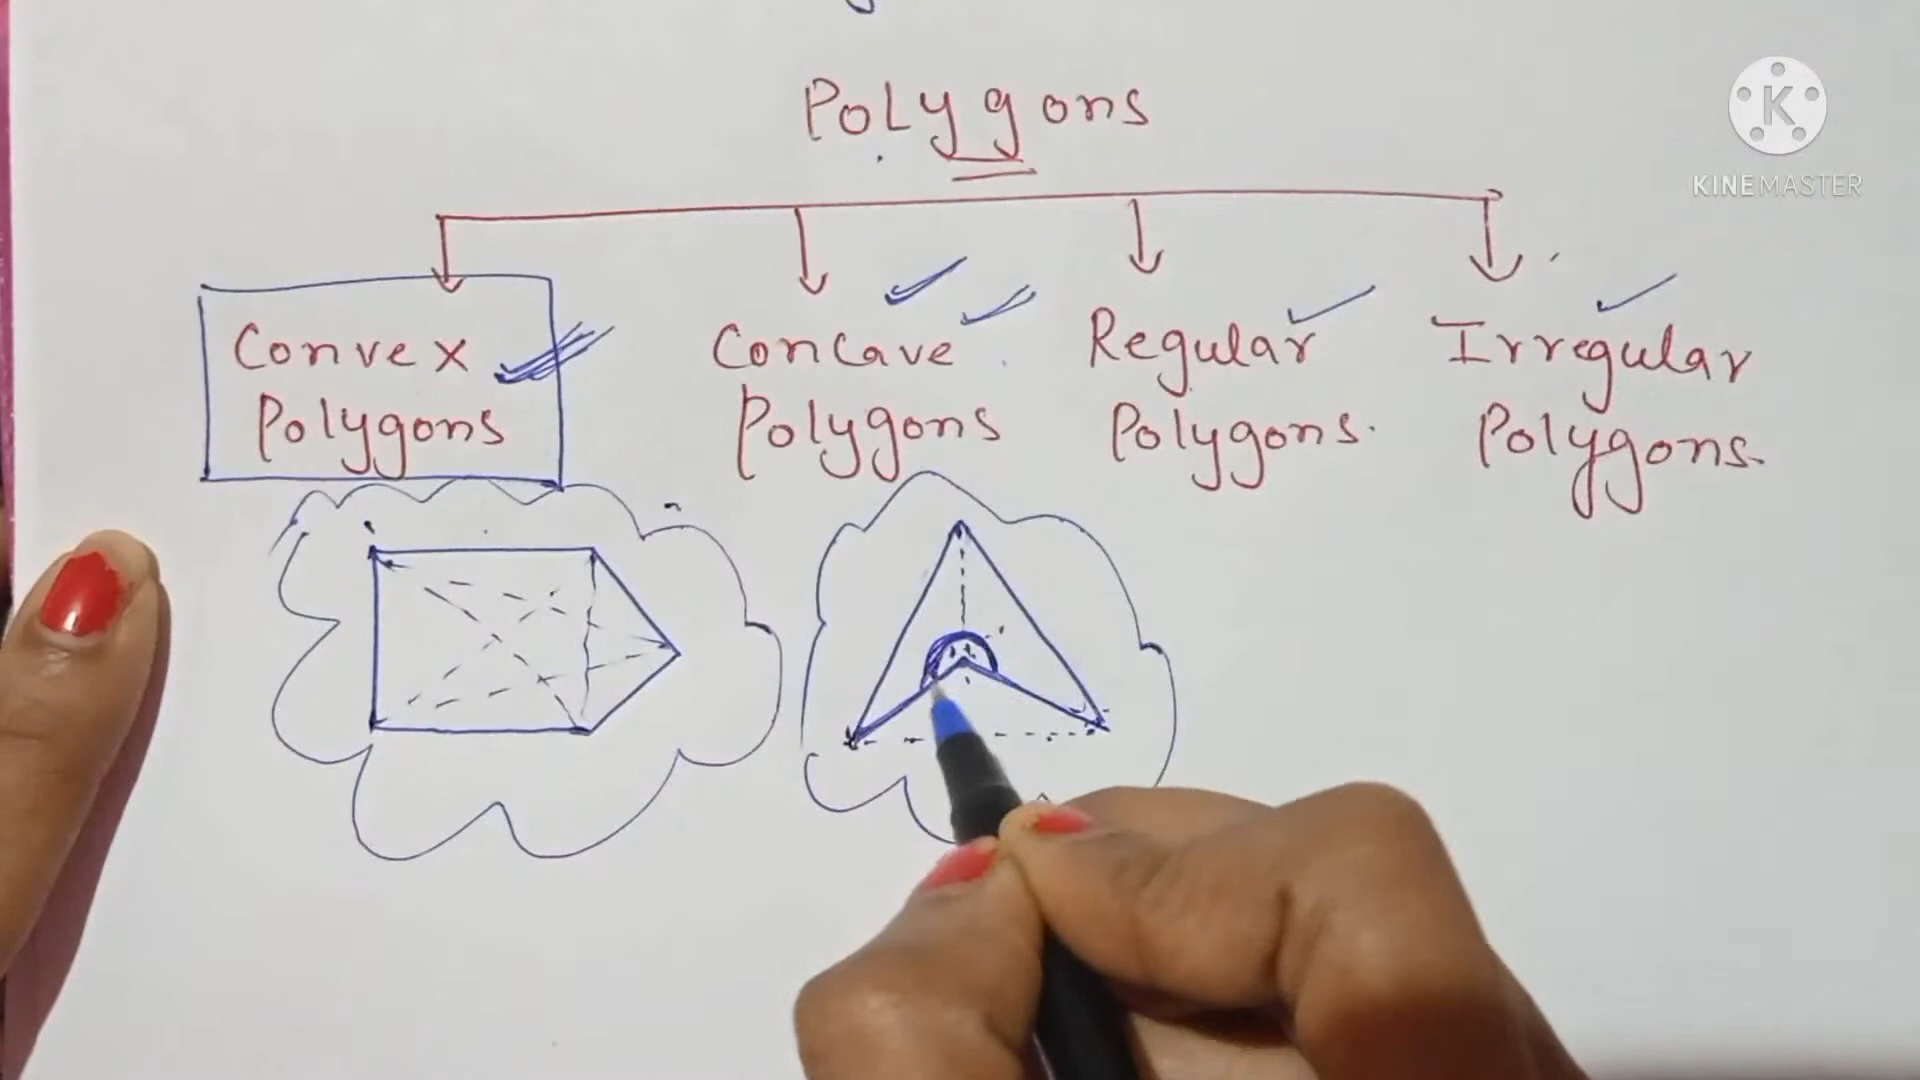 Polygons
Convex
Polygons
Concave
Polygons
Regular
Polygons.
Irregular
Polygons.
KINEMASTER